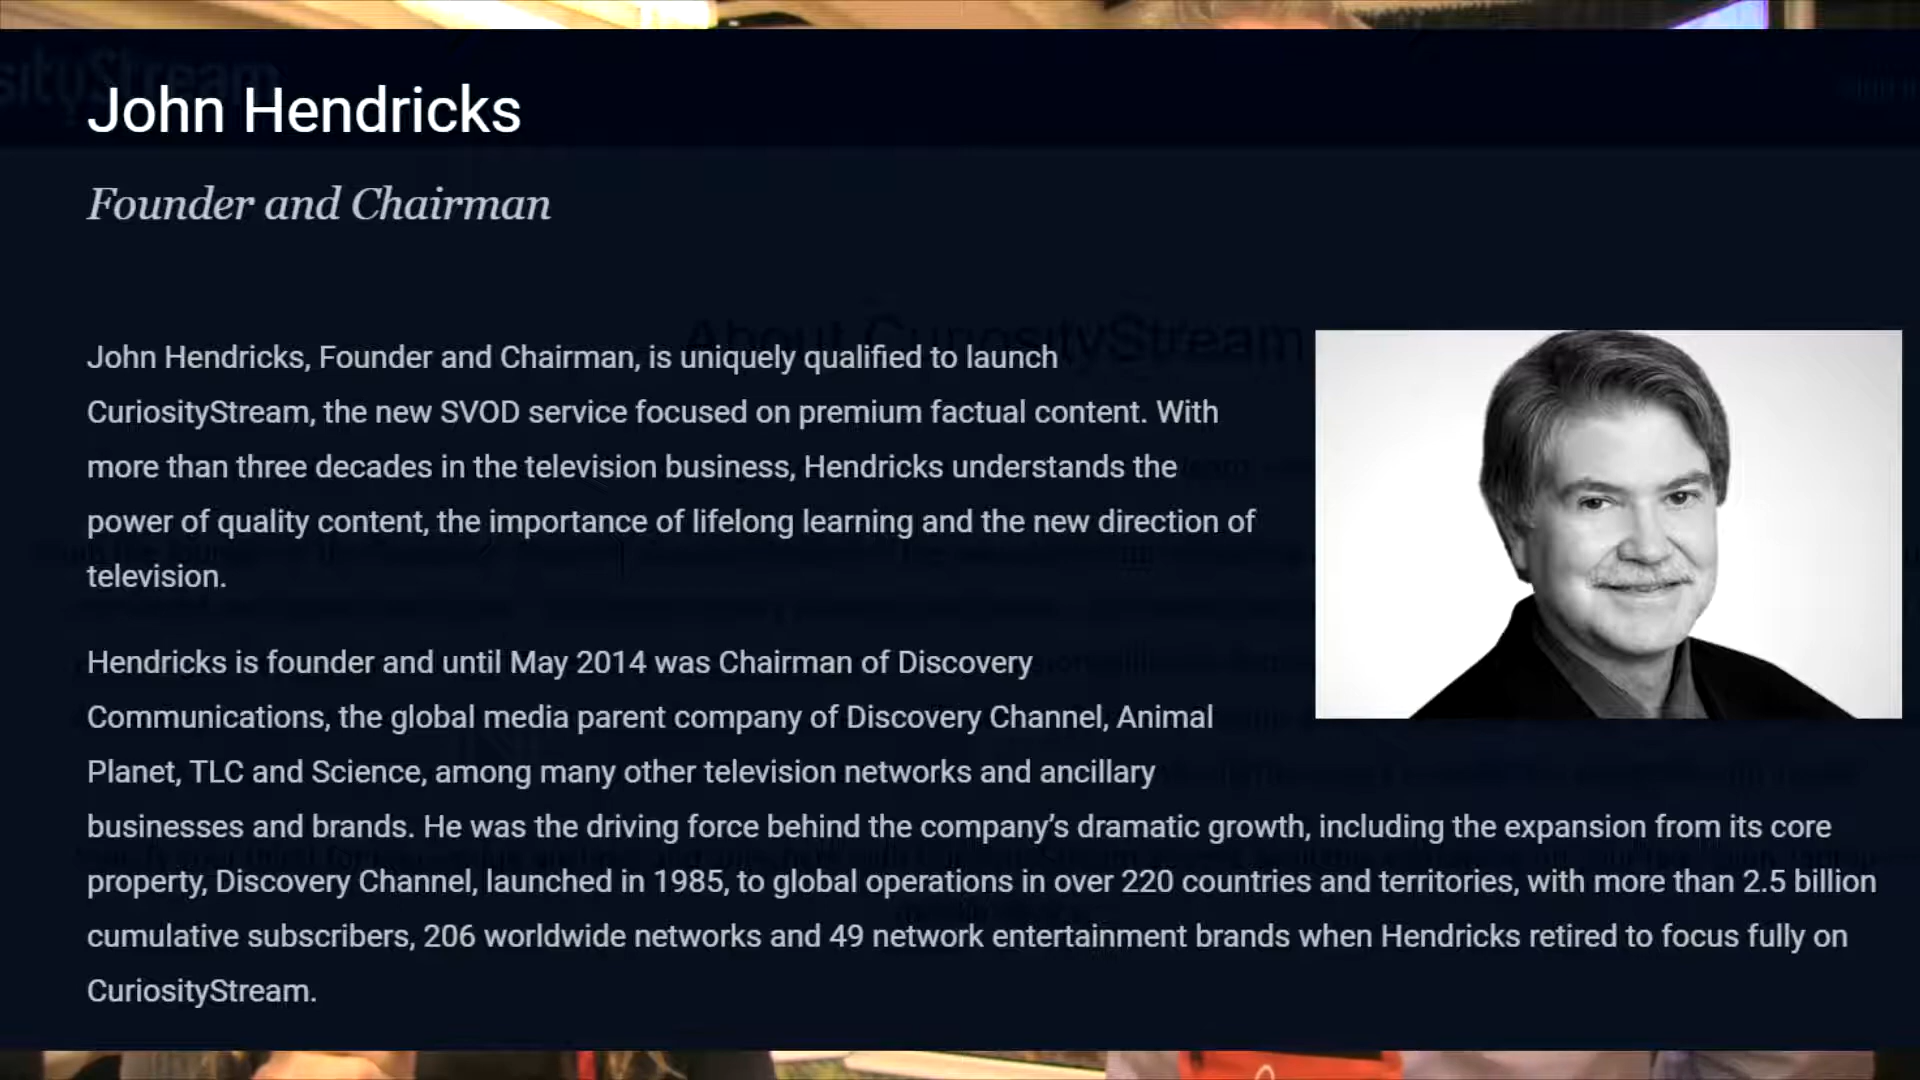 sityStream
John Hendricks
Founder and Chairman
About CuriosityStream
John Hendricks, Founder and Chairman, is uniquely qualified to launch
CuriosityStream, the new SVOD service focused on premium factual content. With
more than three decades in the television business, Hendricks understands the
power of quality content, the importance of lifelong learning and the new direction of
television.
Hendricks is founder and until May 2014 was Chairman of Discovery
Communications, the global media parent company of Discovery Channel, Animal
Planet, TLC and Science, among many other television networks and ancillary
businesses and brands. He was the driving force behind the company’s dramatic growth, including the expansion from its core
property, Discovery Channel, launched in 1985, to global operations in over 220 countries and territories, with more than 2.5 billion
cumulative subscribers, 206 worldwide networks and 49 network entertainment brands when Hendricks retired to focus fully on
CuriosityStream.